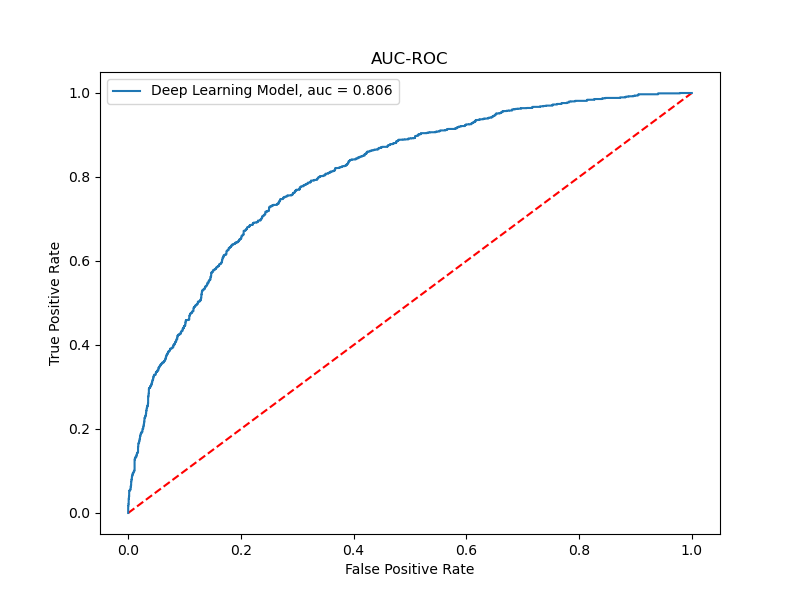 AUC-ROC
Deep Learning Model, auc = 0.806
True Positive Rate
1.0
0.8
0.6
0.4
0.2
0.0
0.0 0.2 0.4 0.6 0.8 1.0
False Positive Rate